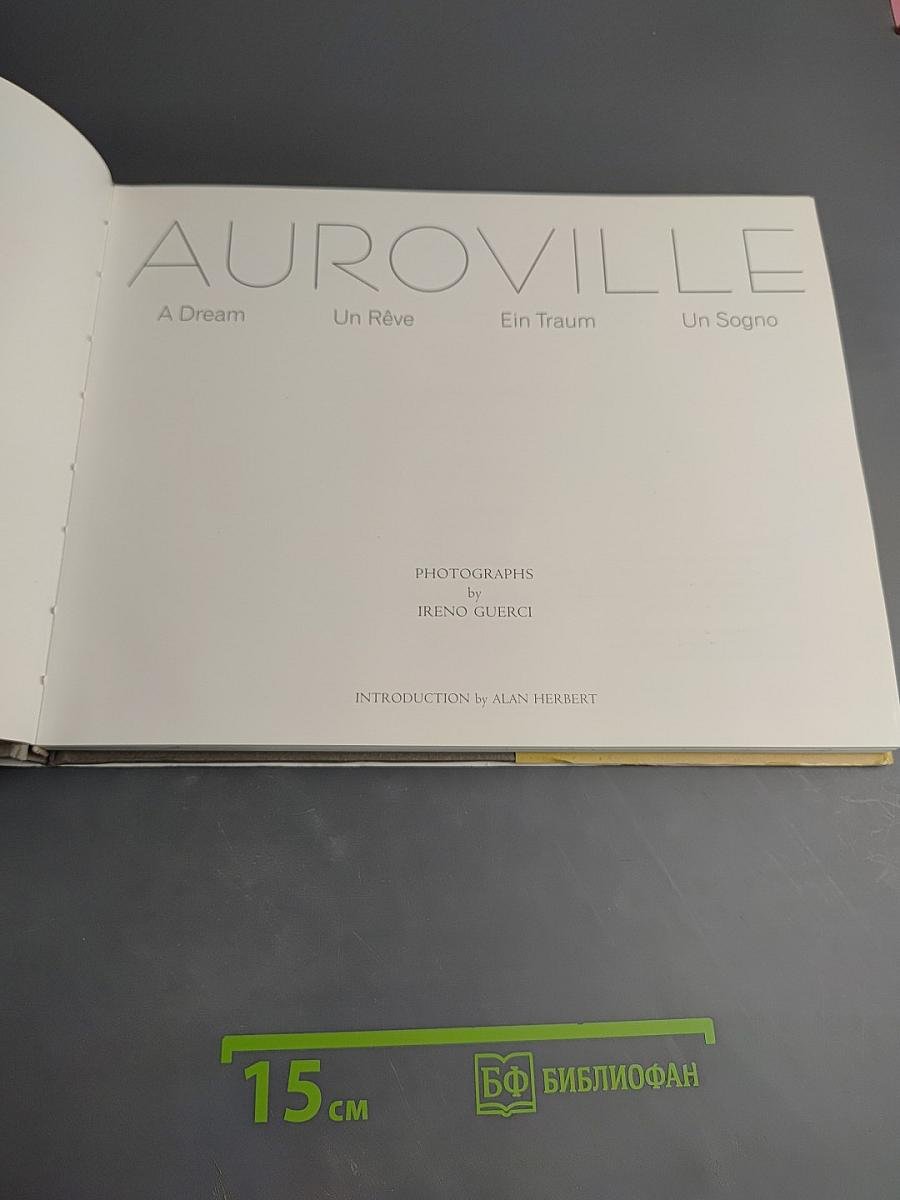 AUROVILLE
A Dream Un Rêve Ein Traum Un Sogno
PHOTOGRAPHS
by
IRENO GUERCI
INTRODUCTION by ALAN HERBERT
15 см
БФ БИБЛИОФАН